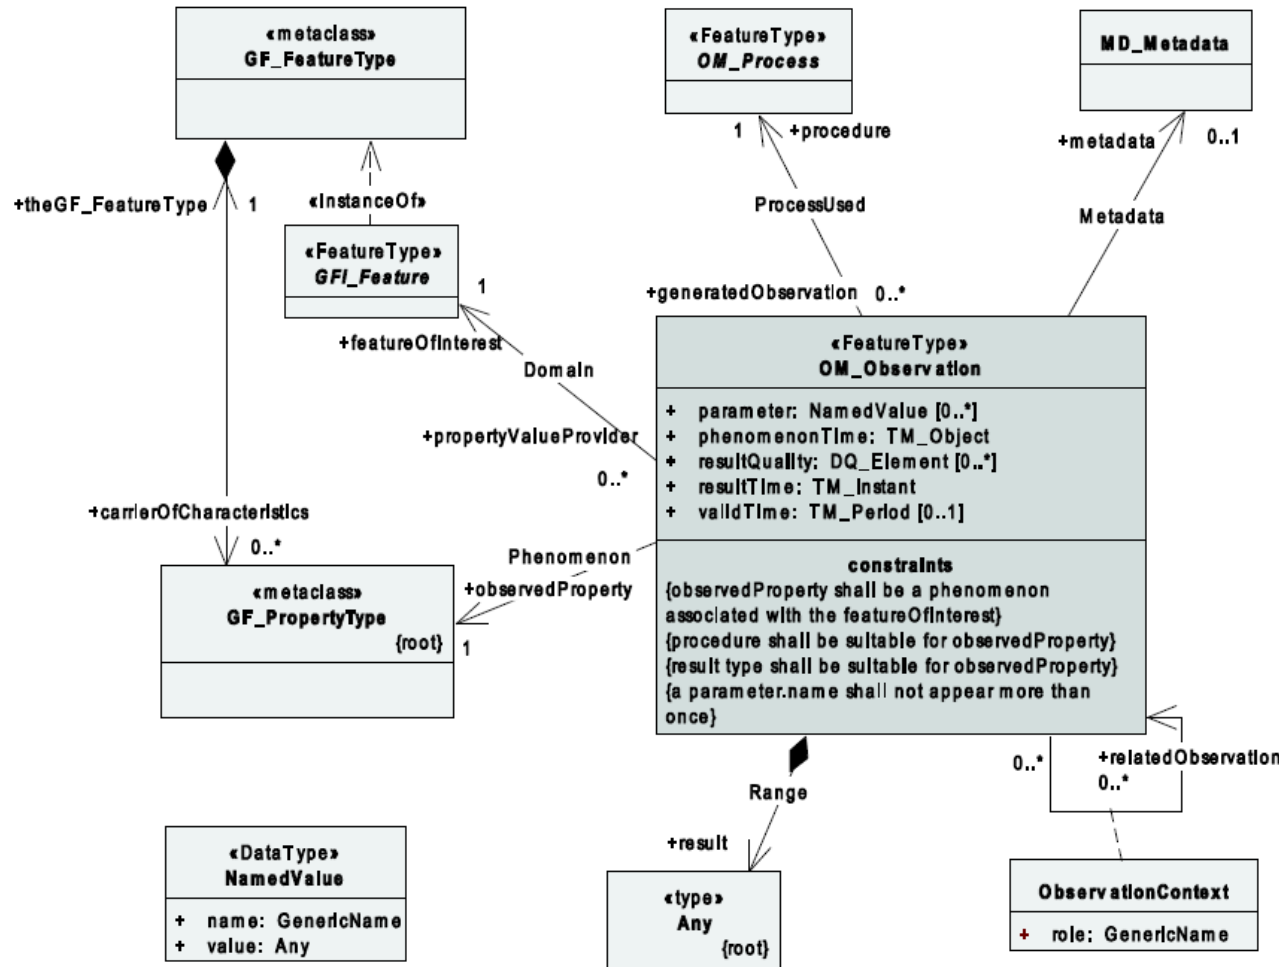 «metaclass»
GF_FeatureType
«FeatureType»
OM_Process
MD_Metadata
1
+procedure
+metadata
0..1
+theGF_FeatureType
1
«InstanceOf»
ProcessUsed
Metadata
«FeatureType»
GFI_Feature
1
+generatedObservation
0..*
+featureOfInterest
Domain
+propertyValueProvider
0..*
«FeatureType»
OM_Observation
+ parameter: NamedValue [0..*]
+ phenomenonTime: TM_Object
+ resultQuality: DQ_Element [0..*]
+ resultTime: TM_Instant
+ validTime: TM_Period [0..1]
constraints
{observedProperty shall be a phenomenon
associated with the featureOfInterest}
{procedure shall be suitable for observedProperty}
{result type shall be suitable for observedProperty}
{a parameter.name shall not appear more than
once}
+carrierOfCharacteristics
0..*
Phenomenon
+observedProperty
1
«metaclass»
GF_PropertyType
{root}
0..*
+relatedObservation
0..*
Range
+result
«DataType»
NamedValue
+ name: GenericName
+ value: Any
«type»
Any
{root}
ObservationContext
+ role: GenericName